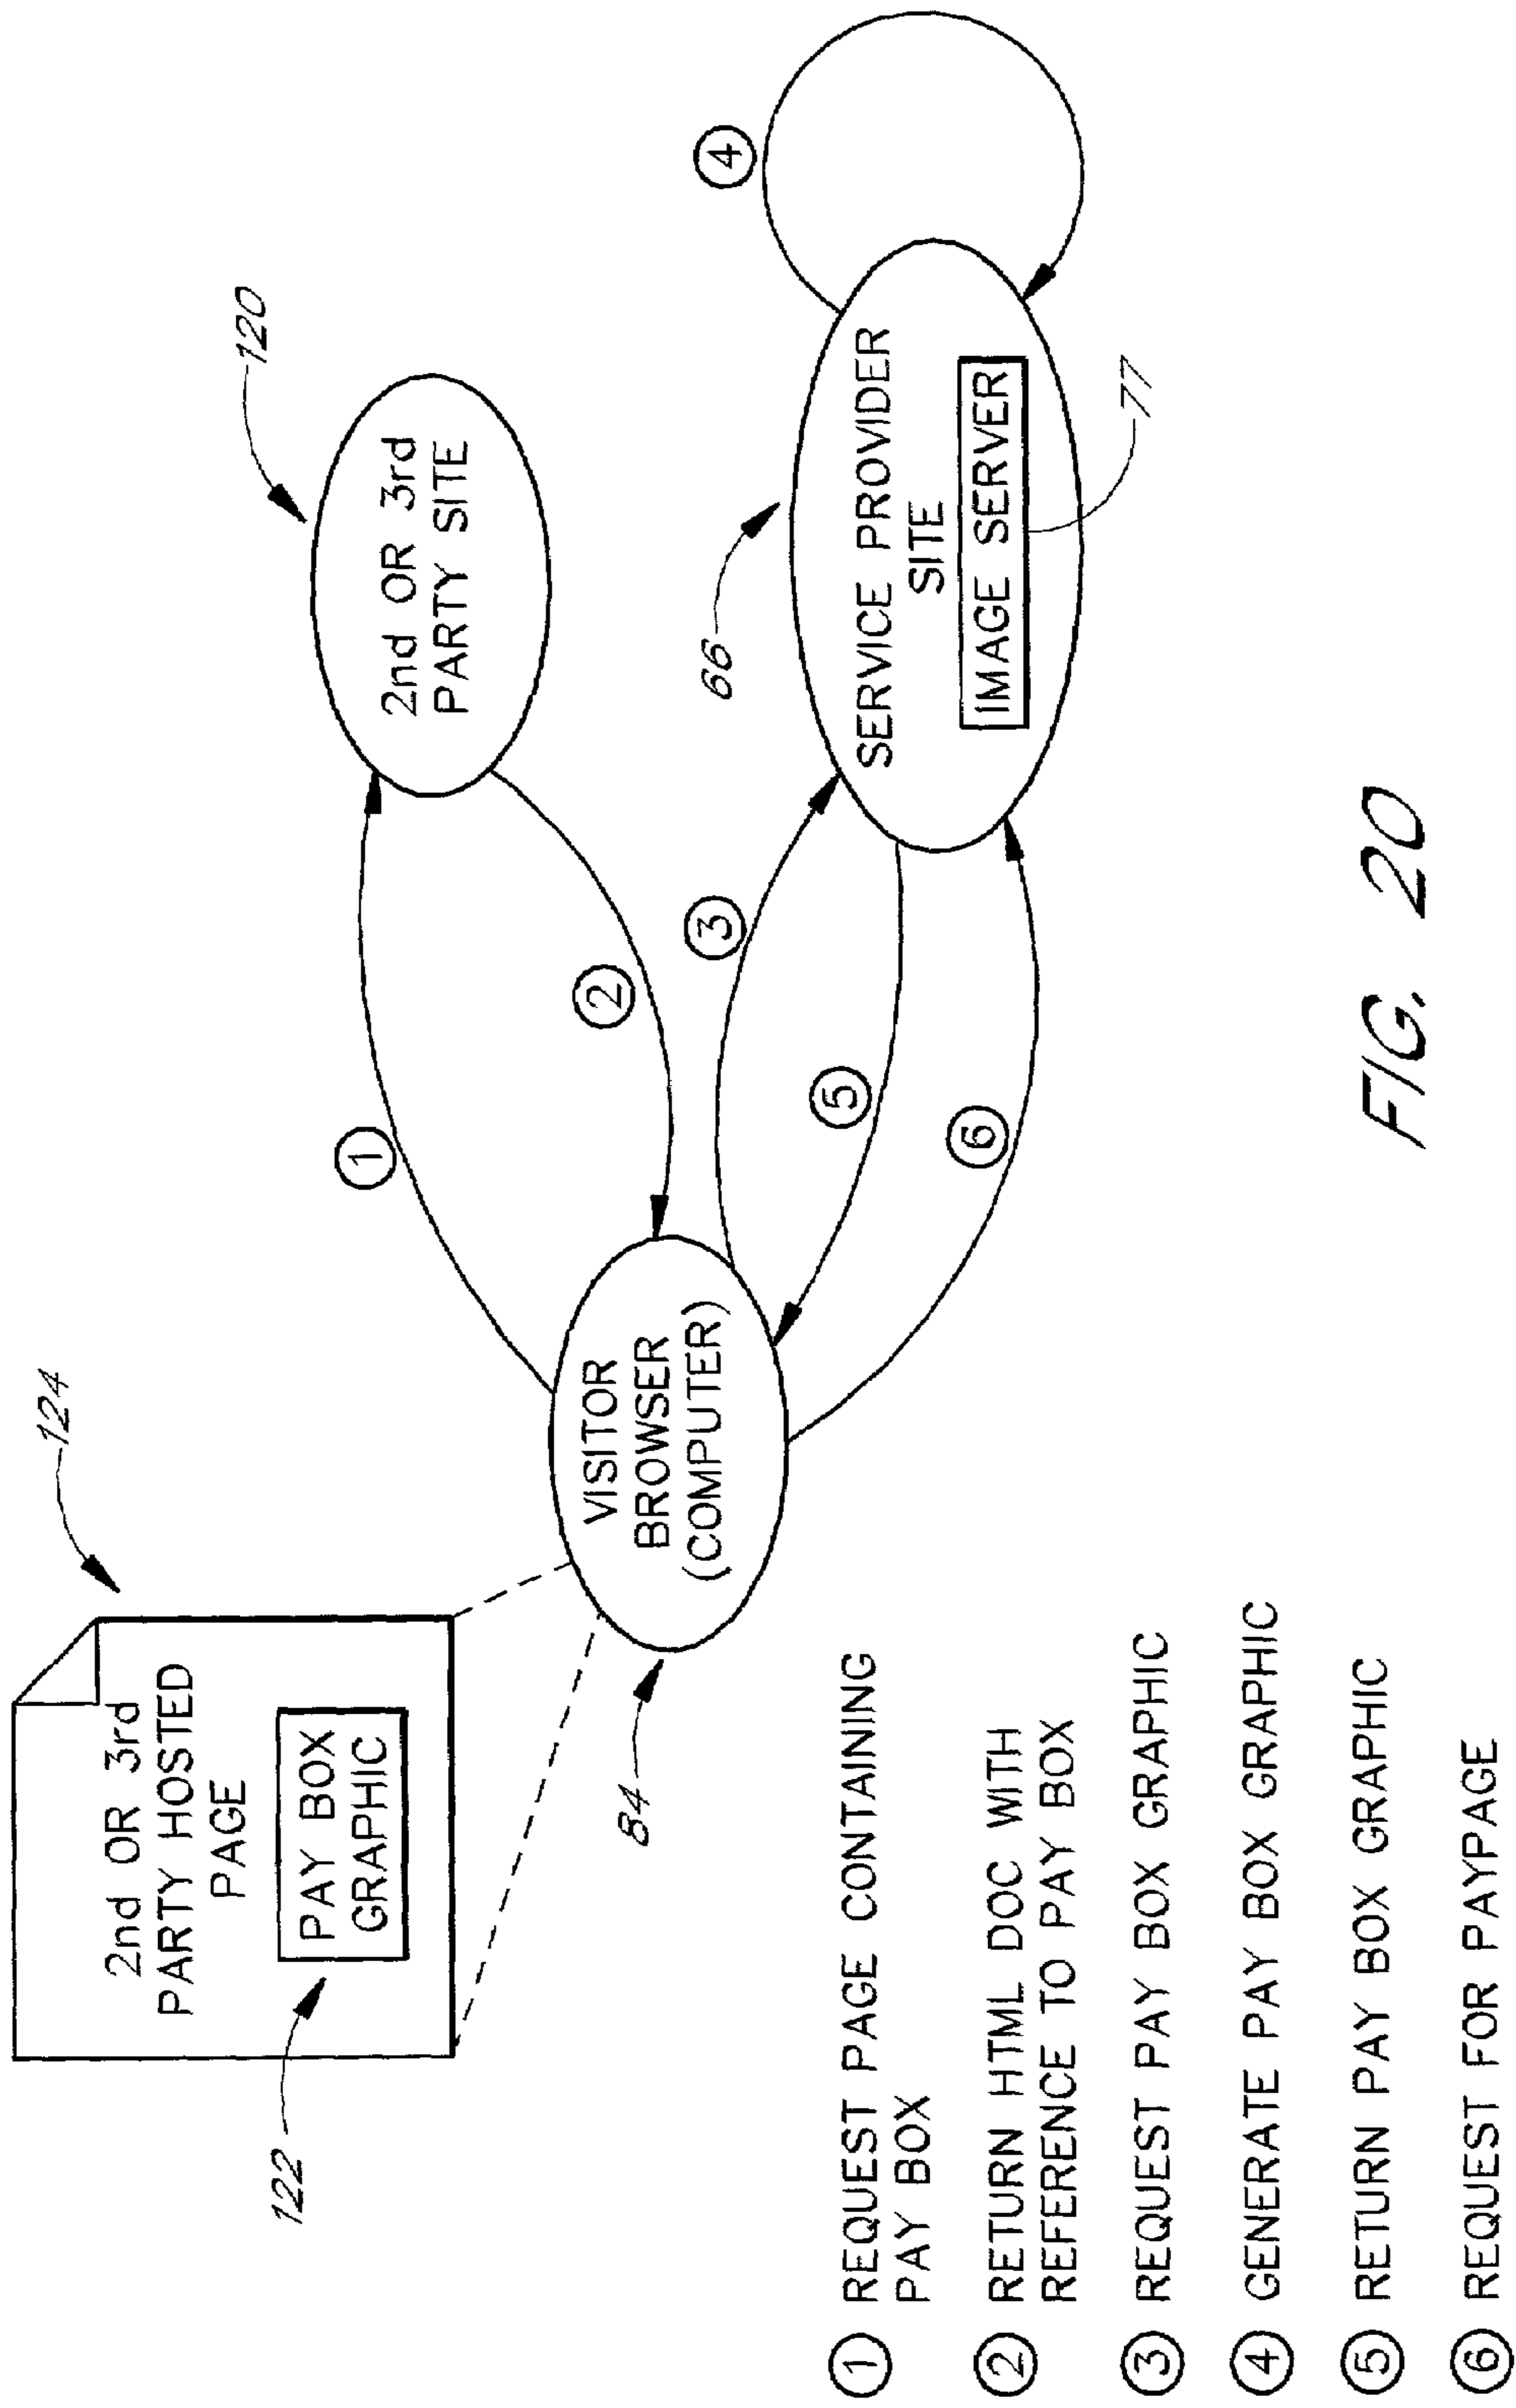 124
2nd OR 3rd
PARTY HOSTED
PAGE
PAY BOX
GRAPHIC
122
120
2nd OR 3rd
PARTY SITE
1
2
VISITOR
BROWSER
(COMPUTER)
84
3
4
5
6
66
SERVICE PROVIDER
SITE
IMAGE SERVER
77
1 REQUEST PAGE CONTAINING
PAY BOX
2 RETURN HTML DOC WITH
REFERENCE TO PAY BOX
3 REQUEST PAY BOX GRAPHIC
4 GENERATE PAY BOX GRAPHIC
5 RETURN PAY BOX GRAPHIC
6 REQUEST FOR PAYPAGE
FIG. 20